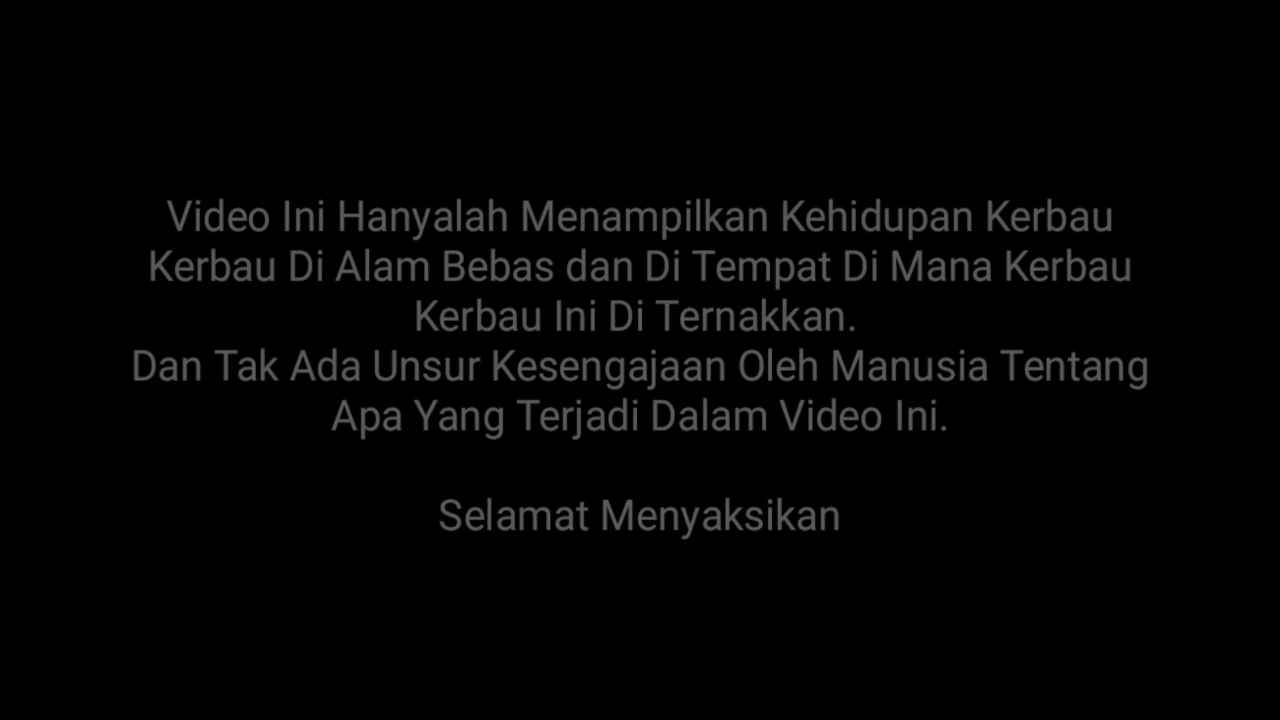 Video Ini Hanyalah Menampilkan Kehidupan Kerbau
Kerbau Di Alam Bebas dan Di Tempat Di Mana Kerbau
Kerbau Ini Di Ternakkan.
Dan Tak Ada Unsur Kesengajaan Oleh Manusia Tentang
Apa Yang Terjadi Dalam Video Ini.
Selamat Menyaksikan